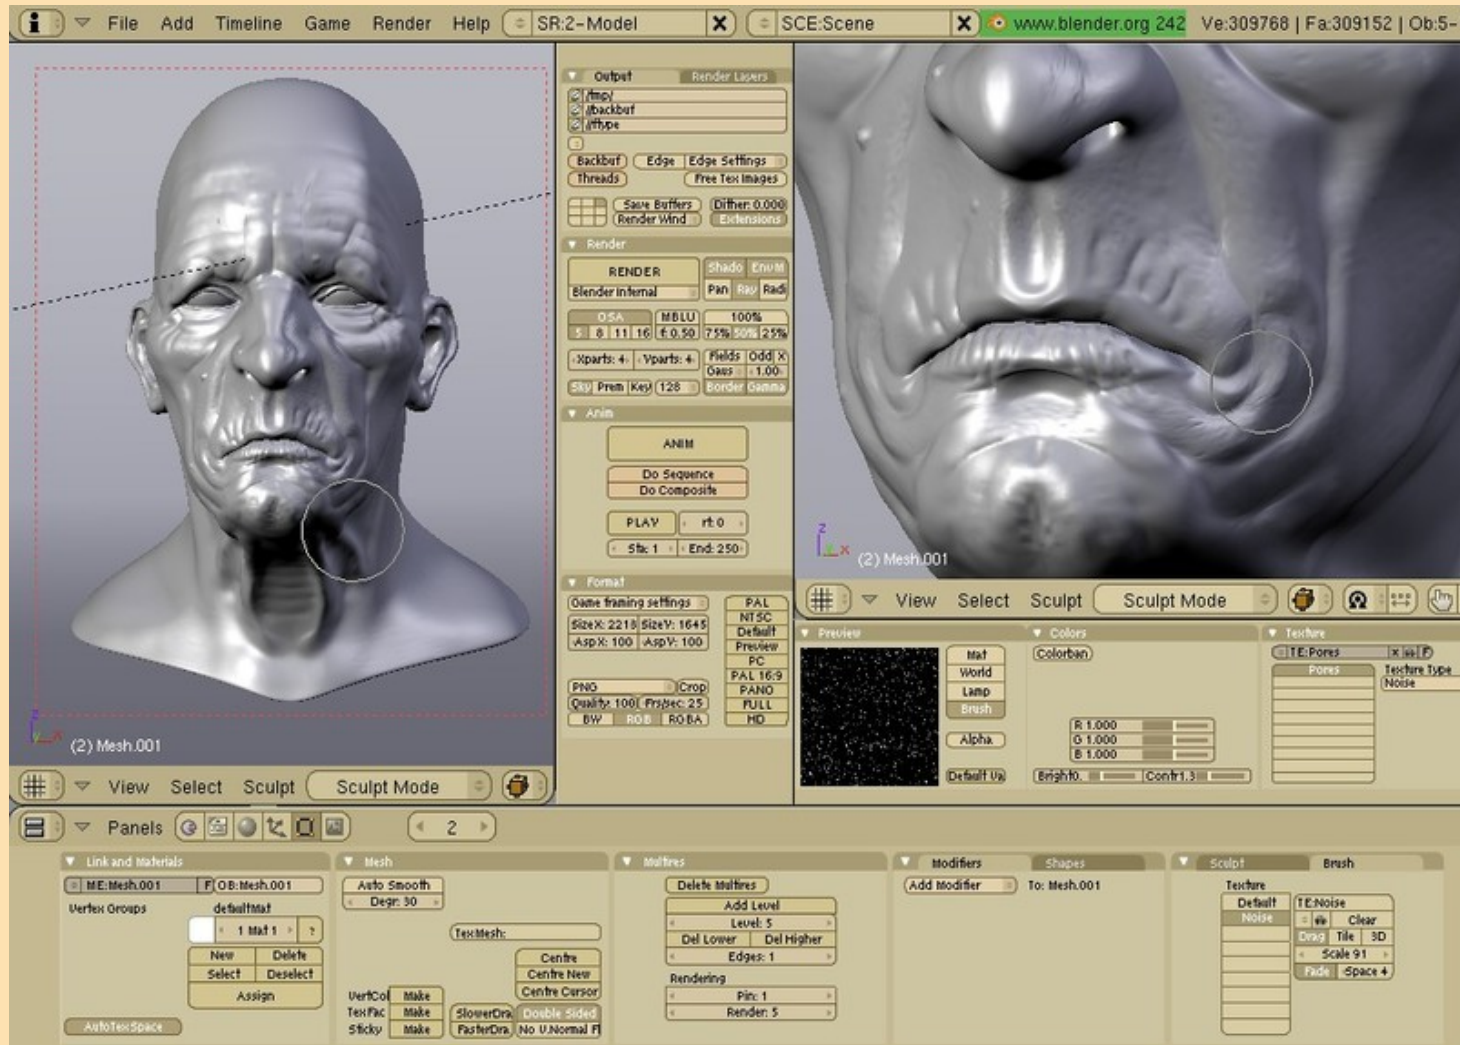 File Add Timeline Game Render Help SR:2-Model SCE:Scene www.blender.org 242 Ve:309768 | Fa:309152 | Ob:5-
Output Render Layers
/tmp/
//backbuf
//ftype
Backbuf Edge Edge Settings
Threads Free Tex Images
Save Buffers Dither: 0.000
Render Wind Extensions
Render
RENDER Shado EnvM
Blender Internal Pan Ray Radi
OSA MBLU 100%
5 8 11 16 f: 0.50 75% 50% 25%
Xparts: 4 Yparts: 4 Fields Odd X
Gaus 1.00
Sky Prem Key 128 Border Gamma
Anim
ANIM
Do Sequence
Do Composite
PLAY rt: 0
Sta: 1 End: 250
Format
Game framing settings PAL
NTSC
SizeX: 2218 SizeY: 1645 Default
AspX: 100 AspY: 100 Preview
PC
PAL 16:9
PNG Crop PANO
Quality: 100 Frs/sec: 25 FULL
BW RGB RGBA HD
z
x
(2) Mesh.001
View Select Sculpt Sculpt Mode
z
y
x
(2) Mesh.001
View Select Sculpt Sculpt Mode
Preview Colors Texture
Mat Colorban TE:Pores X F
World Pores Texture Type
Lamp Noise
Brush
R 1.000
Alpha G 1.000
B 1.000
Default Va Bright0. Contr1.3
Panels 2
Link and Materials Mesh Multires Modifiers Shapes Sculpt Brush
ME:Mesh.001 F OB:Mesh.001 Auto Smooth Delete Multires Add Modifier To: Mesh.001 Texture
Vertex Groups defaultMat Degr: 30 Add Level Default TE:Noise
1 Mat 1 ? Level: 5 Noise Clear
TexMesh: Del Lower Del Higher Drag Tile 3D
New Delete Centre Edges: 1 Scale 91
Select Deselect Centre New Rendering Fade Space 4
Assign VertCol Make Centre Cursor Pin: 1
TexFac Make SlowerDra Double Sided Render: 5
AutoTexSpace Sticky Make FasterDra No V.Normal Fl